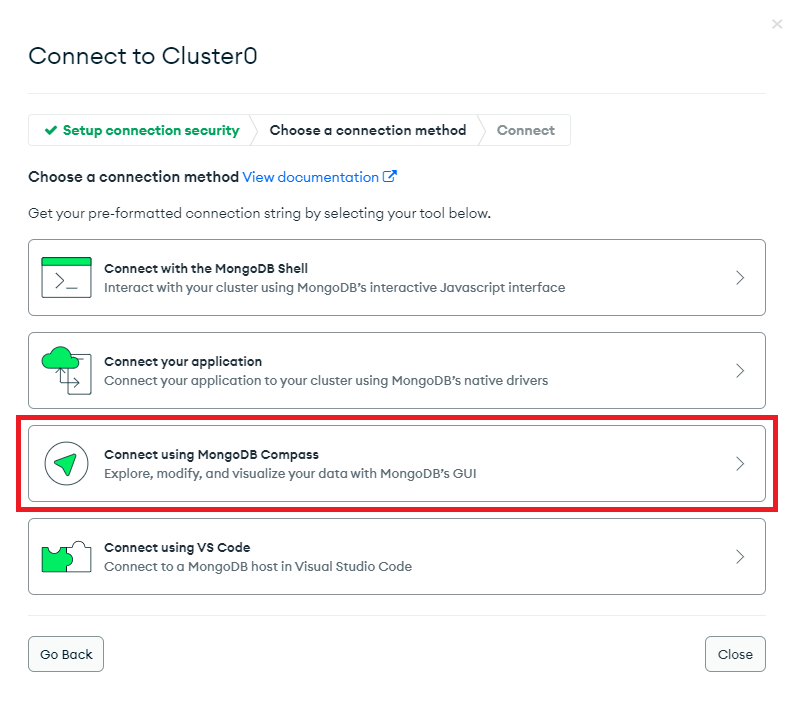 Connect to Cluster0
Setup connection security
Choose a connection method
Connect
Choose a connection method View documentation
Get your pre-formatted connection string by selecting your tool below.
Connect with the MongoDB Shell
Interact with your cluster using MongoDB's interactive Javascript interface
Connect your application
Connect your application to your cluster using MongoDB's native drivers
Connect using MongoDB Compass
Explore, modify, and visualize your data with MongoDB's GUI
Connect using VS Code
Connect to a MongoDB host in Visual Studio Code
Go Back
Close